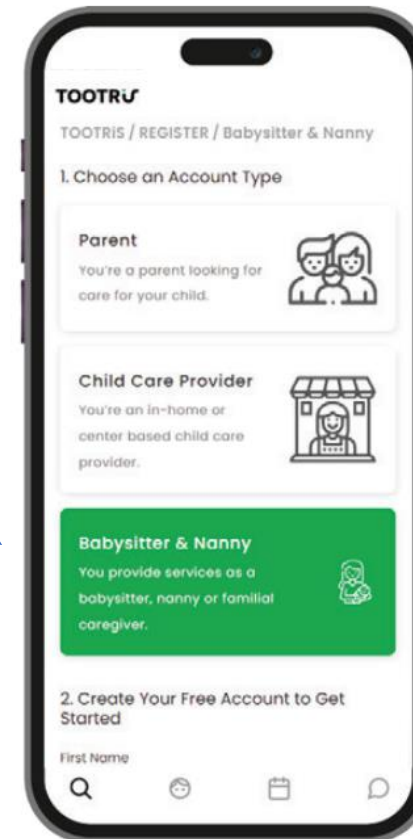 TOOTRiS
TOOTRiS / REGISTER / Babysitter & Nanny
1. Choose an Account Type
Parent
You're a parent looking for
care for your child.
Child Care Provider
You're an in-home or
center based child care
provider.
Babysitter & Nanny
You provide services as a
babysitter, nanny or familial
caregiver.
2. Create Your Free Account to Get
Started
First Name